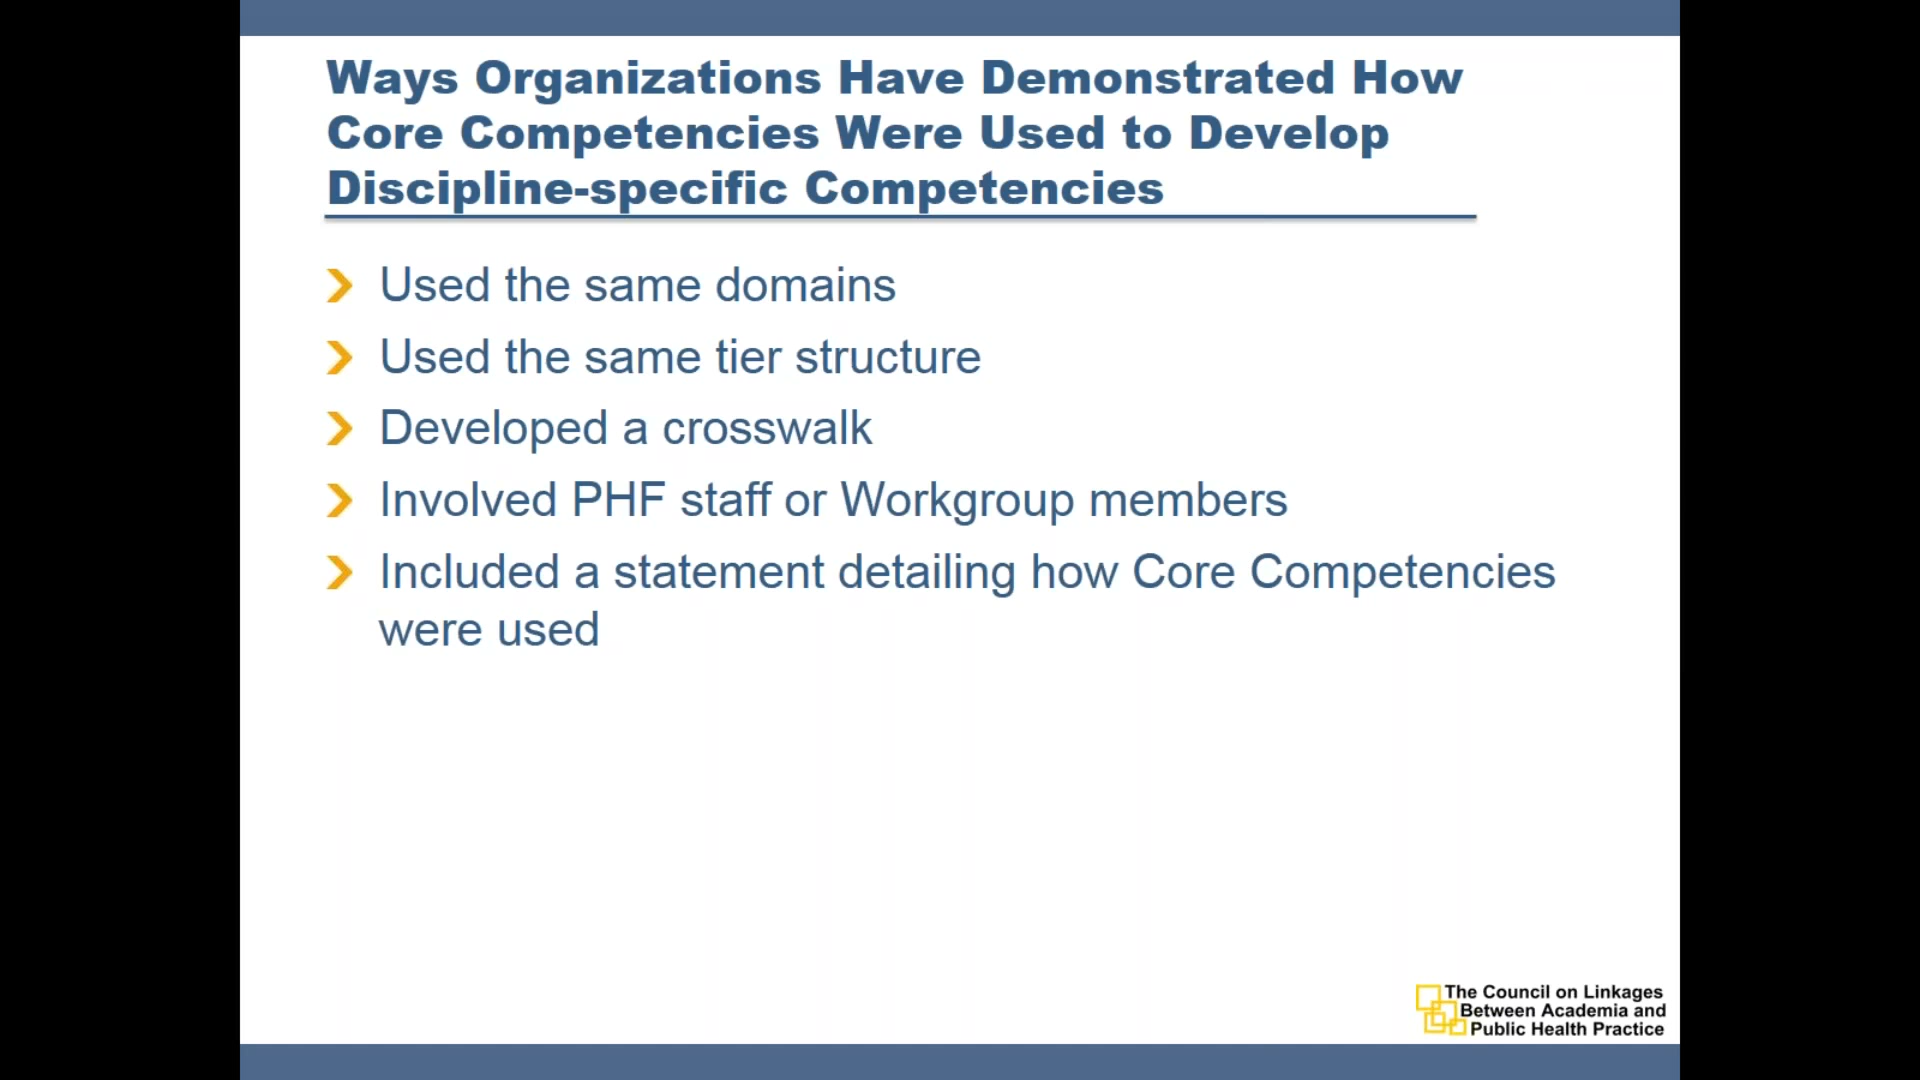 Ways Organizations Have Demonstrated How
Core Competencies Were Used to Develop
Discipline-specific Competencies
Used the same domains
Used the same tier structure
Developed a crosswalk
Involved PHF staff or Workgroup members
Included a statement detailing how Core Competencies
were used
The Council on Linkages
Between Academia and
Public Health Practice